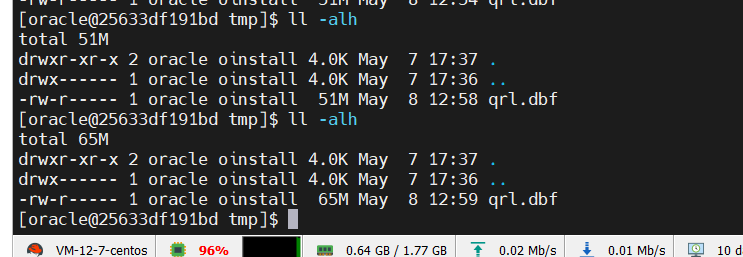 -rw-r----- 1 oracle oinstall  51M May  8 12:54 qrl.dbf
[oracle@25633df191bd tmp]$ ll -alh
total 51M
drwxr-xr-x 2 oracle oinstall 4.0K May  7 17:37 .
drwx------ 1 oracle oinstall 4.0K May  7 17:36 ..
-rw-r----- 1 oracle oinstall  51M May  8 12:58 qrl.dbf
[oracle@25633df191bd tmp]$ ll -alh
total 65M
drwxr-xr-x 2 oracle oinstall 4.0K May  7 17:37 .
drwx------ 1 oracle oinstall 4.0K May  7 17:36 ..
-rw-r----- 1 oracle oinstall  65M May  8 12:59 qrl.dbf
[oracle@25633df191bd tmp]$
VM-12-7-centos 96% 0.64 GB / 1.77 GB 0.02 Mb/s 0.01 Mb/s 10 d